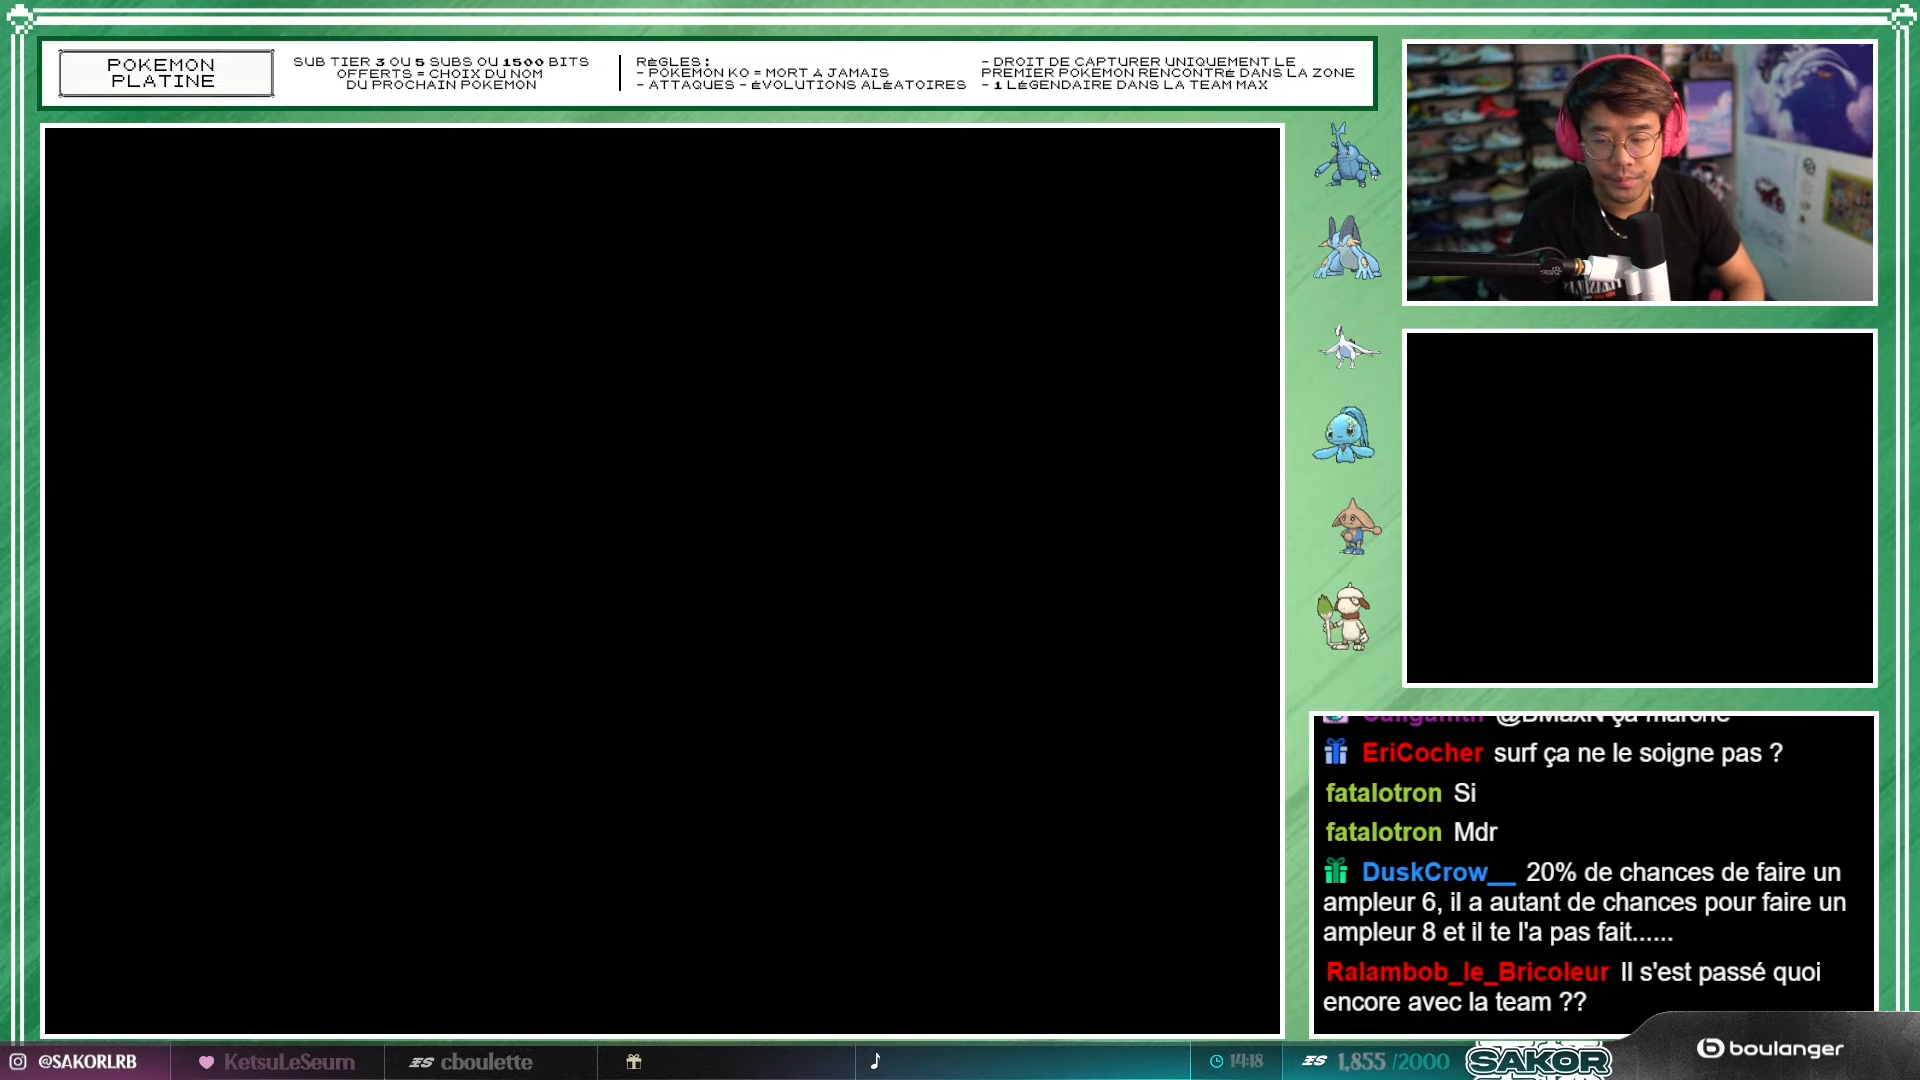 POKEMON
PLATINE
SUB TIER 3 OU 5 SUBS OU 1500 BITS
OFFERTS = CHOIX DU NOM
DU PROCHAIN POKEMON
RÈGLES :
- POKEMON KO = MORT A JAMAIS
- ATTAQUES - ÉVOLUTIONS ALÉATOIRES
- DROIT DE CAPTURER UNIQUEMENT LE
PREMIER POKEMON RENCONTRÉ DANS LA ZONE
- 1 LÉGENDAIRE DANS LA TEAM MAX
@BMaxN ça marche
EriCocher surf ça ne le soigne pas ?
fatalotron Si
fatalotron Mdr
DuskCrow__ 20% de chances de faire un
ampleur 6, il a autant de chances pour faire un
ampleur 8 et il te l'a pas fait......
Ralambob_le_Bricoleur Il s'est passé quoi
encore avec la team ??
@SAKORLRB
KetsuLeSeum
cboulette
14:18
1,855 /2000
SAKOR
boulanger